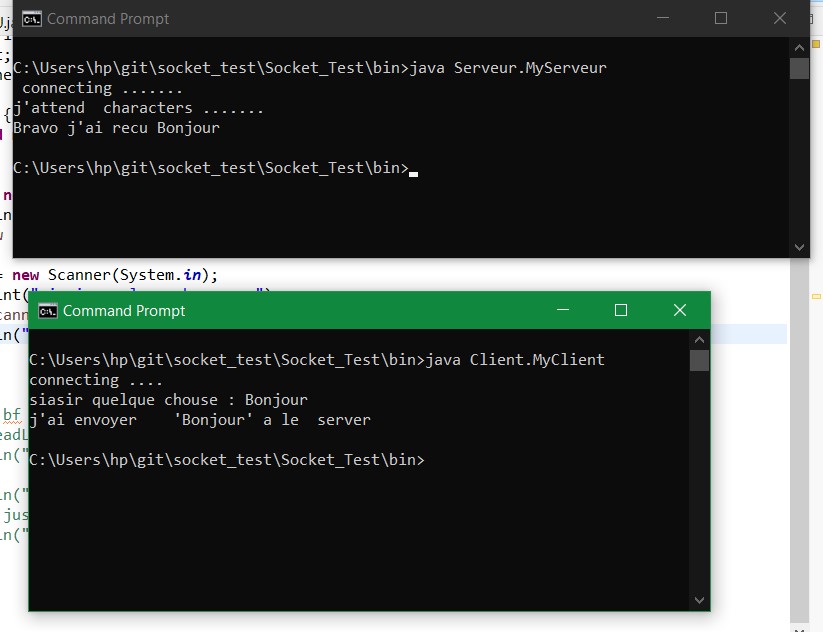 Command Prompt
C:\Users\hp\git\socket_test\Socket_Test\bin>java Serveur.MyServeur
connecting .......
j'attend  characters .......
Bravo j'ai recu Bonjour
C:\Users\hp\git\socket_test\Socket_Test\bin>
= new Scanner(System.in);
Command Prompt
C:\Users\hp\git\socket_test\Socket_Test\bin>java Client.MyClient
connecting ....
siasir quelque chouse : Bonjour
j'ai envoyer    'Bonjour' a le  server
C:\Users\hp\git\socket_test\Socket_Test\bin>
bf